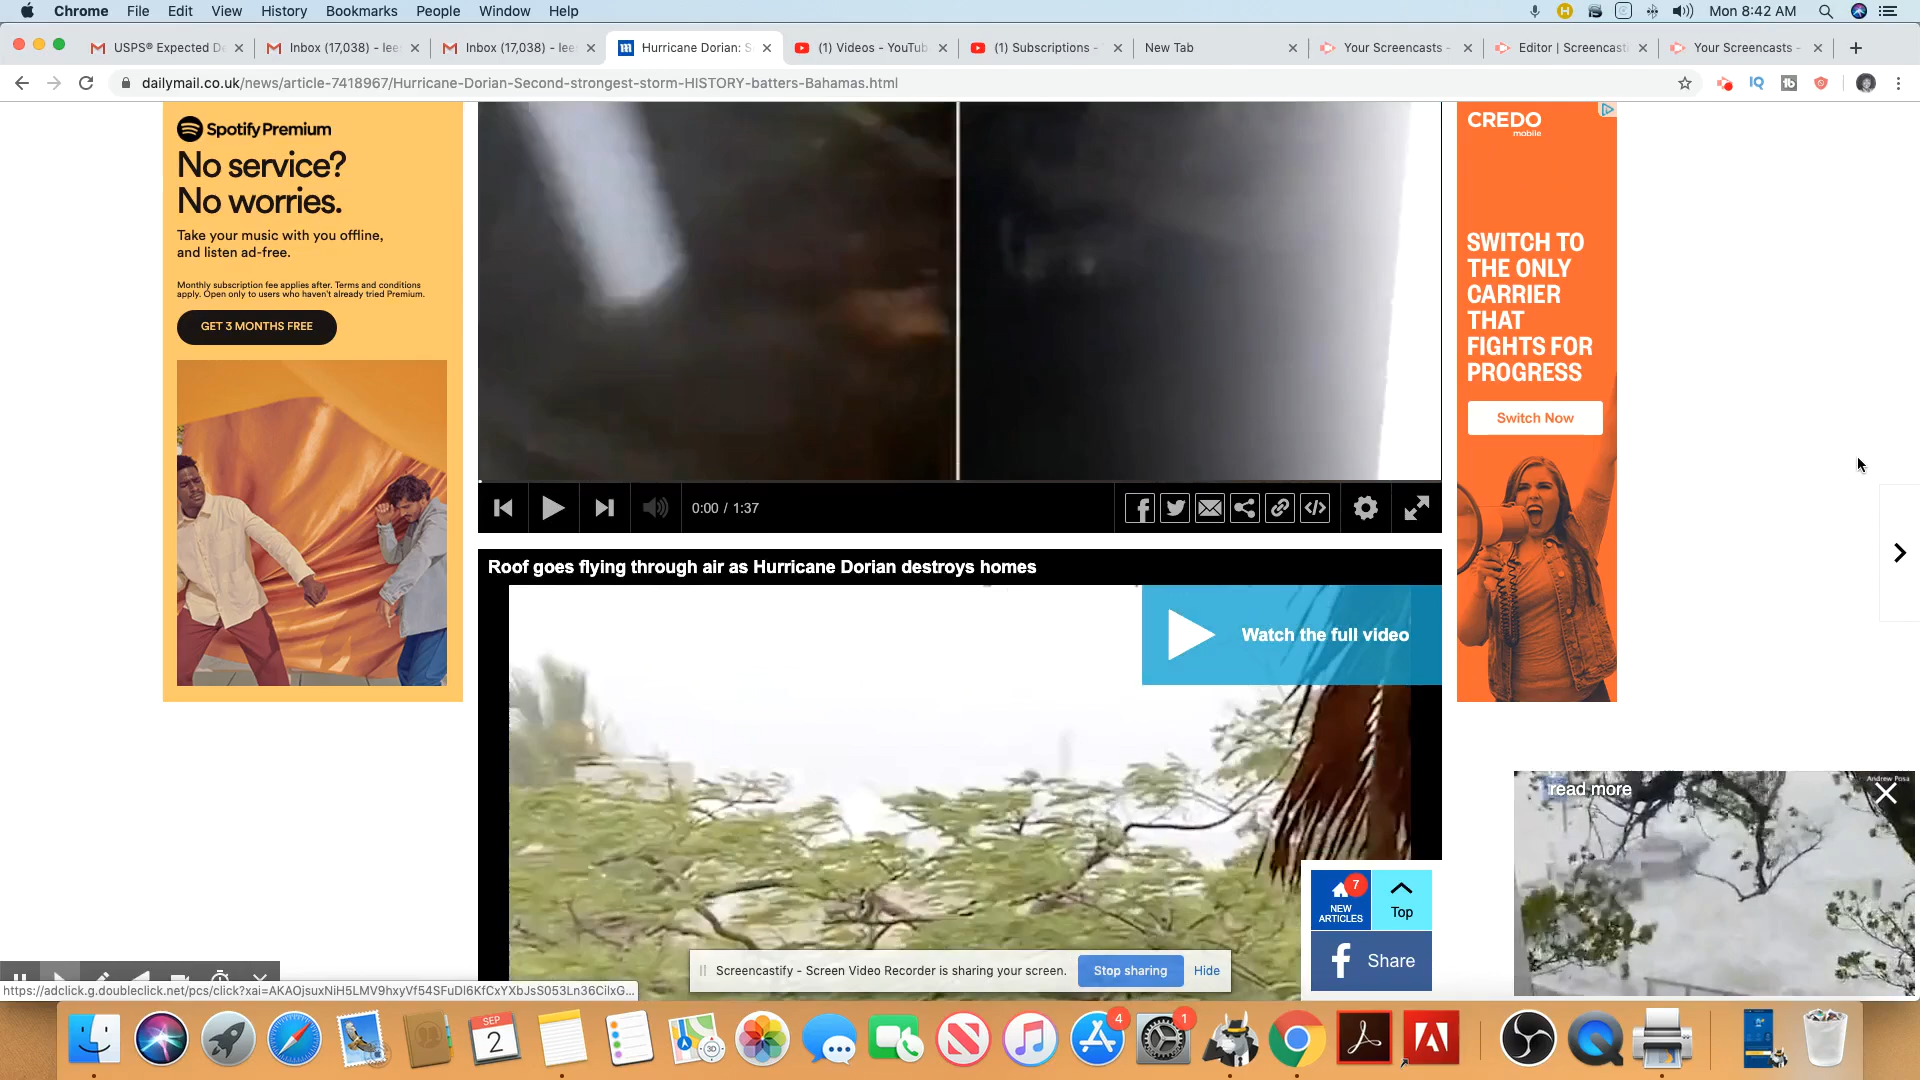 Chrome File Edit View History Bookmarks People Window Help Mon 8:42 AM
USPS® Expected De Inbox (17,038) - lee Inbox (17,038) - lee Hurricane Dorian: S (1) Videos - YouTub (1) Subscriptions - New Tab Your Screencasts - Editor | Screencasti Your Screencasts -
dailymail.co.uk/news/article-7418967/Hurricane-Dorian-Second-strongest-storm-HISTORY-batters-Bahamas.html
Spotify Premium
No service?
No worries.
Take your music with you offline,
and listen ad-free.
Monthly subscription fee applies after. Terms and conditions
apply. Open only to users who haven't already tried Premium.
GET 3 MONTHS FREE
0:00 / 1:37
Roof goes flying through air as Hurricane Dorian destroys homes
Watch the full video
CREDO
mobile
SWITCH TO
THE ONLY
CARRIER
THAT
FIGHTS FOR
PROGRESS
Switch Now
read more
Andrew Posa
7
NEW
ARTICLES
Top
Share
Screencastify - Screen Video Recorder is sharing your screen.
Stop sharing
Hide
SEP
2
3D
4
1